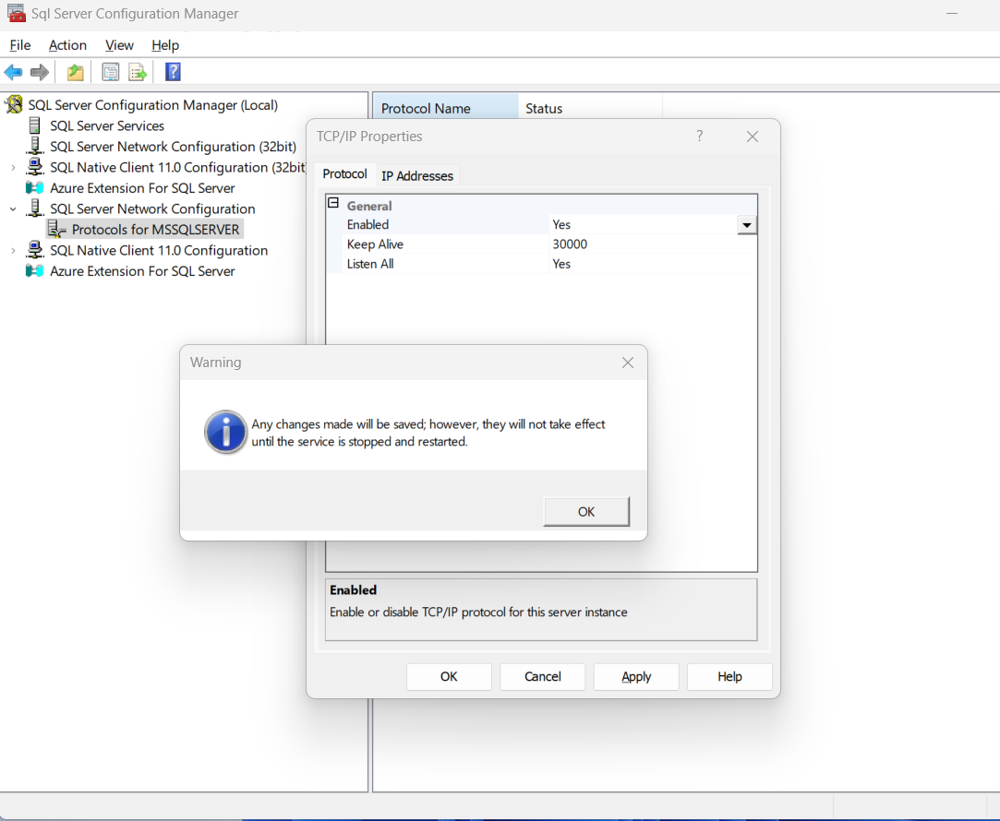 Sql Server Configuration Manager
File Action View Help
SQL Server Configuration Manager (Local)
SQL Server Services
SQL Server Network Configuration (32bit)
SQL Native Client 11.0 Configuration (32bit
Azure Extension For SQL Server
SQL Server Network Configuration
Protocols for MSSQLSERVER
SQL Native Client 11.0 Configuration
Azure Extension For SQL Server
Protocol Name Status
TCP/IP Properties ?
Protocol IP Addresses
General
Enabled Yes
Keep Alive 30000
Listen All Yes
Warning
Any changes made will be saved; however, they will not take effect
until the service is stopped and restarted.
OK
Enabled
Enable or disable TCP/IP protocol for this server instance
OK Cancel Apply Help